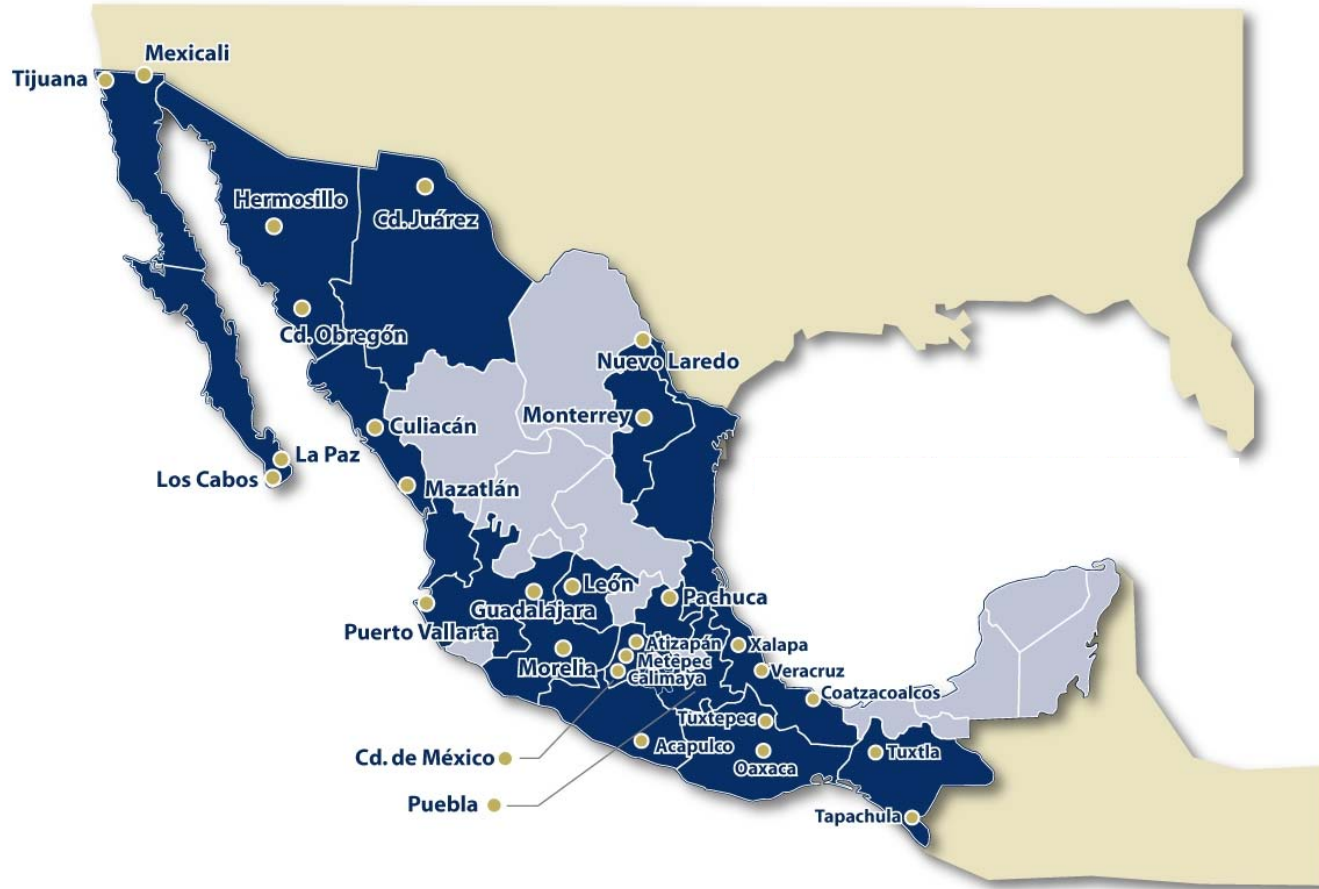 Mexicali
Tijuana
Hermosillo
Cd. Juárez
Cd. Obregón
Nuevo Laredo
Monterrey
Culiacán
La Paz
Los Cabos
Mazatlán
León
Guadalajara
Pachuca
Puerto Vallarta
Atizapán
Xalapa
Metepec
Morelia
Calimaya
Veracruz
Coatzacoalcos
Tuxtepec
Acapulco
Tuxtla
Cd. de México
Oaxaca
Puebla
Tapachula